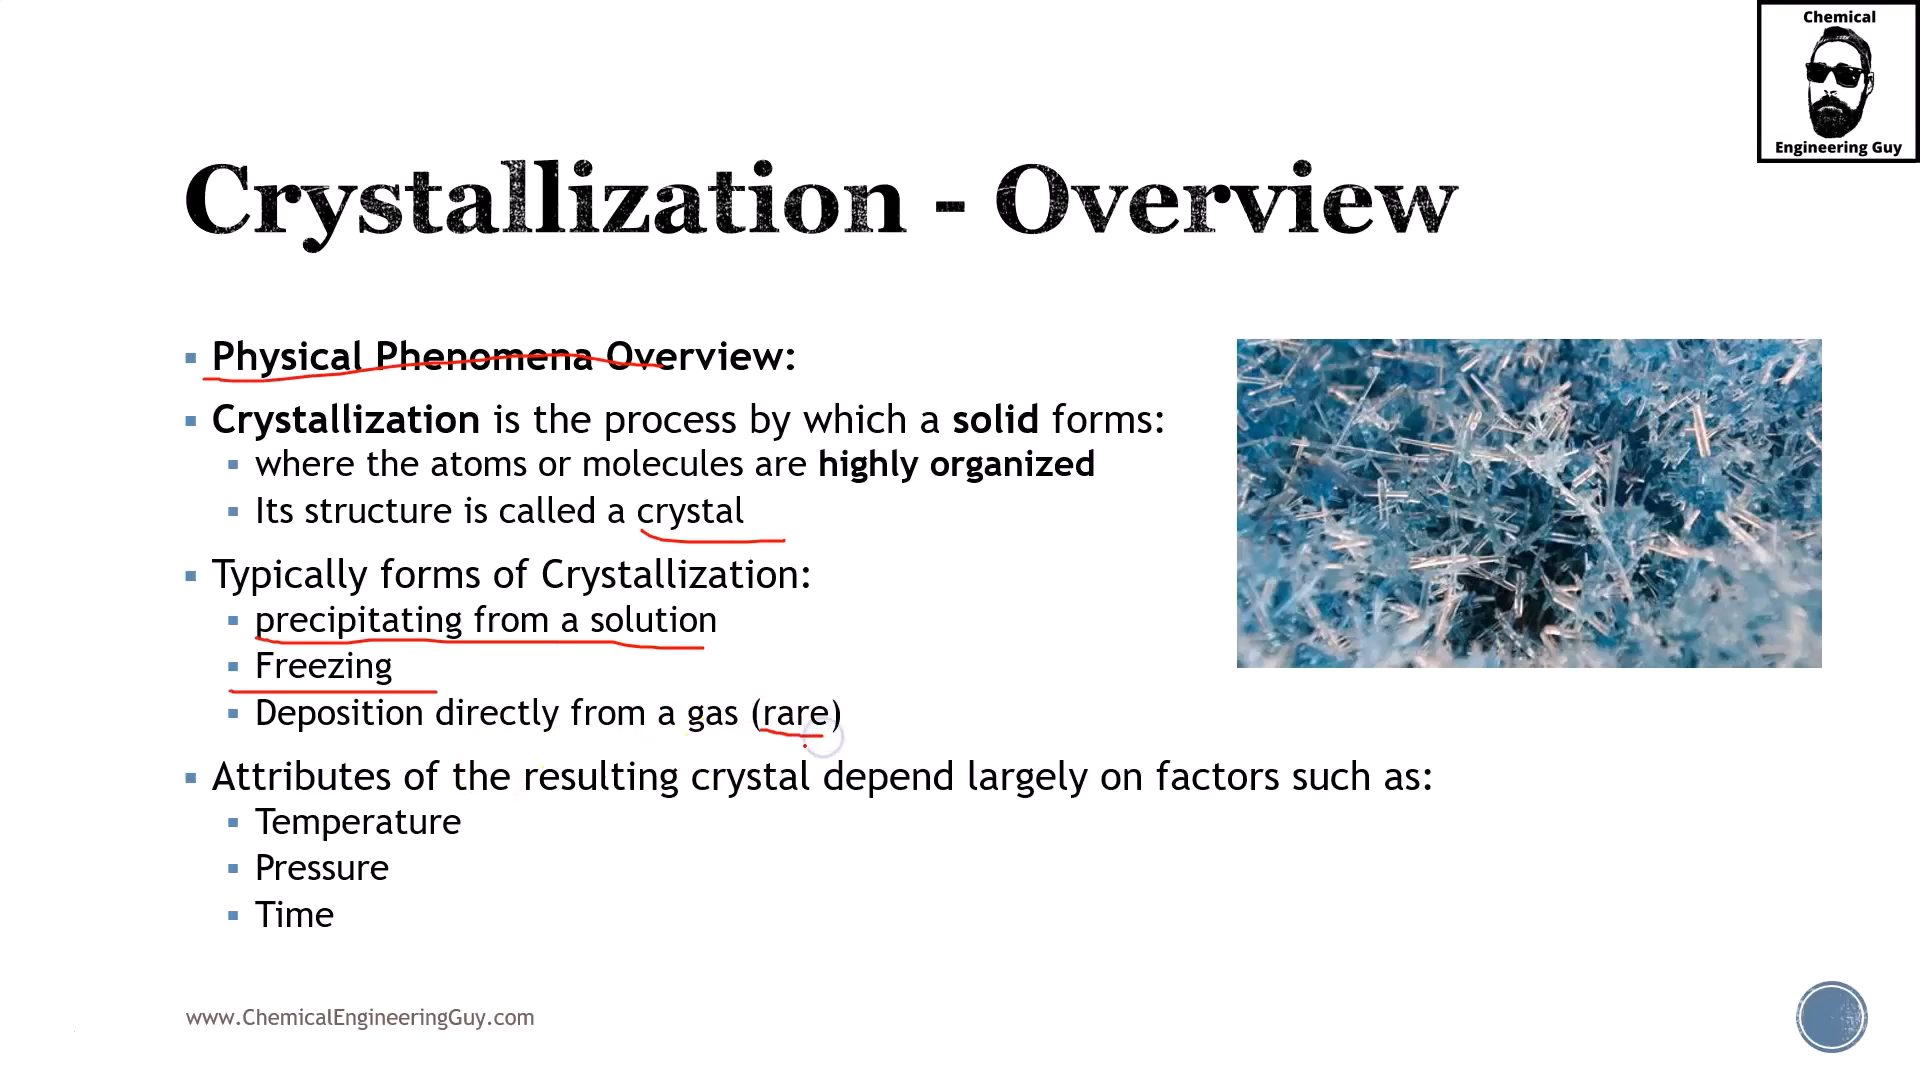 Chemical
Engineering Guy
Crystallization - Overview
Physical Phenomena Overview:
Crystallization is the process by which a solid forms:
where the atoms or molecules are highly organized
Its structure is called a crystal
Typically forms of Crystallization:
precipitating from a solution
Freezing
Deposition directly from a gas (rare)
Attributes of the resulting crystal depend largely on factors such as:
Temperature
Pressure
Time
www.ChemicalEngineeringGuy.com